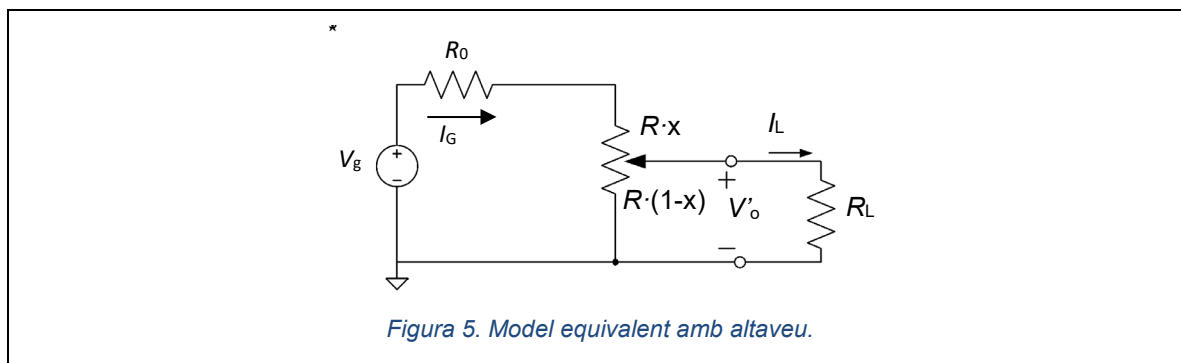 *
R0
IG
Vg
+
−
R·x
R·(1-x)
IL
+
V'o
−
RL
Figura 5. Model equivalent amb altaveu.